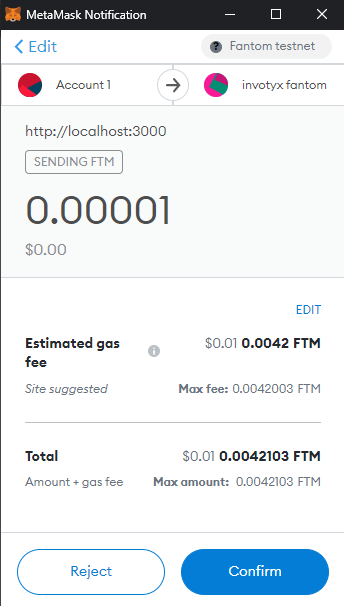 MetaMask Notification
Edit
? Fantom testnet
Account 1
invotyx fantom
http://localhost:3000
SENDING FTM
0.00001
$0.00
EDIT
Estimated gas fee
i
$0.01 0.0042 FTM
Site suggested
Max fee: 0.0042003 FTM
Total
$0.01 0.0042103 FTM
Amount + gas fee
Max amount: 0.0042103 FTM
Reject
Confirm